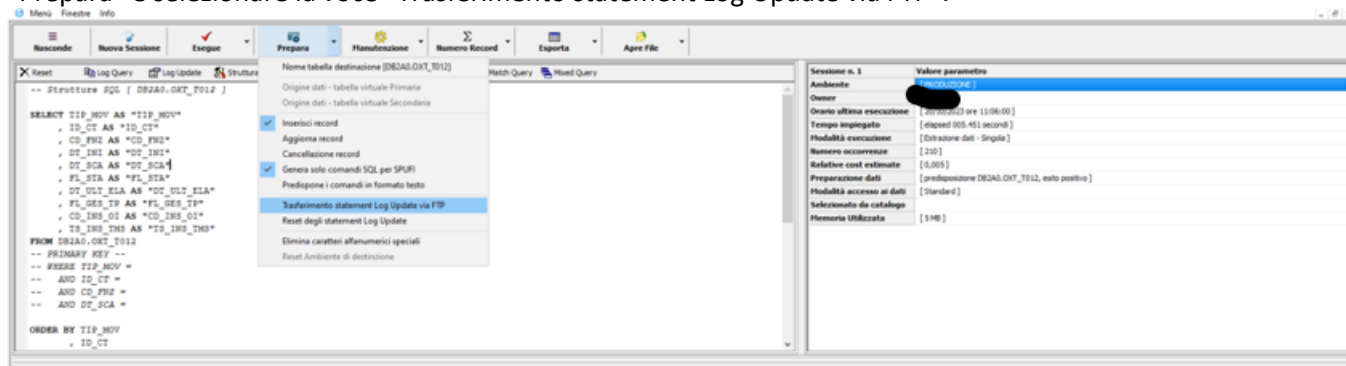 "Prepara" e selezionare la voce "Trasferimento statement Log Update via FTP".
Menù Finestre Info
Nasconde Nuova Sessione Esegue Prepara Manutenzione Numero Record Esporta Apre File
Reset Log Query Log Update Struttura Match Query Mixed Query
-- Strutture SQL [ DB2A0.OXT_T012 ]
SELECT TIP_MOV AS "TIP_MOV"
, ID_CT AS "ID_CT"
, CD_FNZ AS "CD_FNZ"
, DT_INI AS "DT_INI"
, DT_SCA AS "DT_SCA"
, FL_STA AS "FL_STA"
, DT_ULT_ELA AS "DT_ULT_ELA"
, FL_GES_TP AS "FL_GES_TP"
, CD_INS_OI AS "CD_INS_OI"
, TS_INS_TMS AS "TS_INS_TMS"
FROM DB2A0.OXT_T012
-- PRIMARY KEY --
-- WHERE TIP_MOV =
-- AND ID_CT =
-- AND CD_FNZ =
-- AND DT_SCA =
ORDER BY TIP_MOV
, ID_CT
Nome tabella destinazione [DB2A0.OXT_T012]
Origine dati - tabella virtuale Primaria
Origine dati - tabella virtuale Secondaria
Inserisci record
Aggiorna record
Cancellazione record
Genera solo comandi SQL per SPUFI
Predispone i comandi in formato testo
Trasferimento statement Log Update via FTP
Reset degli statement Log Update
Elimina caratteri alfanumerici speciali
Reset Ambiente di destinzione
Sessione n. 1 Valore parametro
Ambiente [ PRODUZIONE ]
Owner
Orario ultima esecuzione [ 20/10/2023 ore 11:06:00 ]
Tempo impiegato [ elapsed 005.451 secondi ]
Modalità esecuzione [ Estrazione dati - Singola ]
Numero occorrenze [ 210 ]
Relative cost estimate [ 0,005 ]
Preparazione dati [ predisposizione DB2A0.OXT_T012, esito positivo ]
Modalità accesso ai dati [ Standard ]
Selezionato da catalogo
Memoria Utilizzata [ 5 MB ]